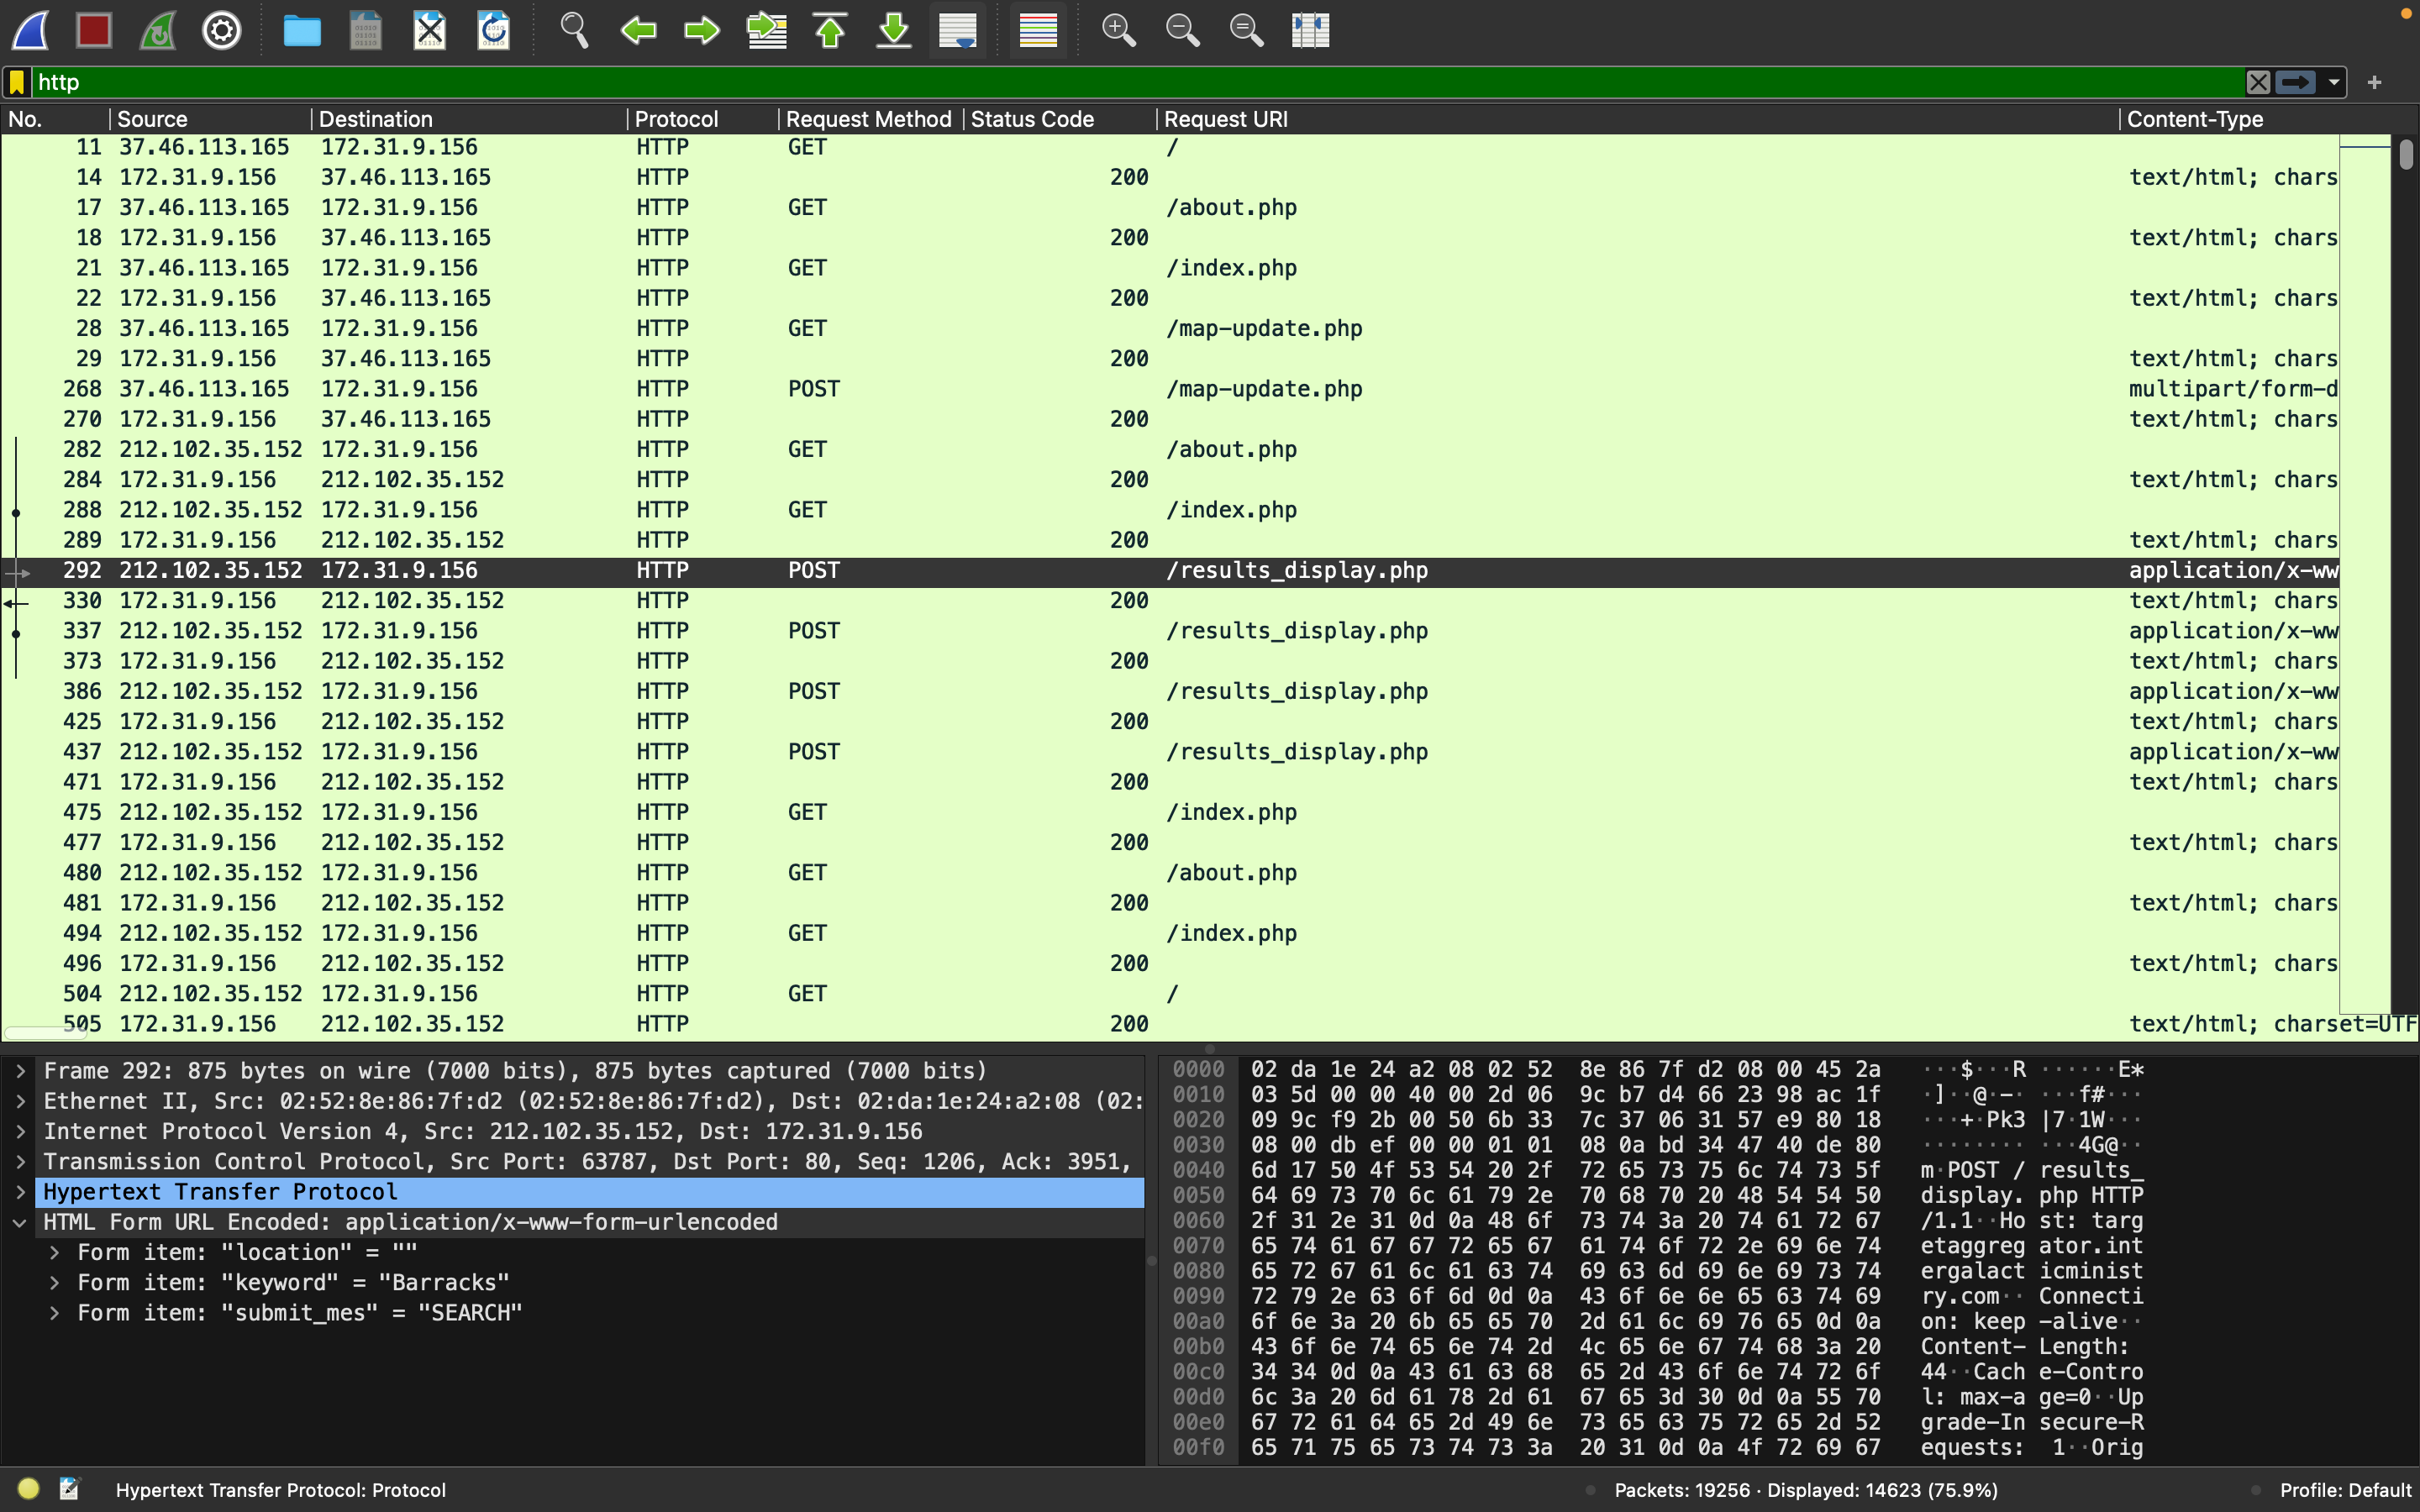 http
No. Source Destination Protocol Request Method Status Code Request URI Content-Type
11 37.46.113.165 172.31.9.156 HTTP GET /
14 172.31.9.156 37.46.113.165 HTTP 200 text/html; chars
17 37.46.113.165 172.31.9.156 HTTP GET /about.php
18 172.31.9.156 37.46.113.165 HTTP 200 text/html; chars
21 37.46.113.165 172.31.9.156 HTTP GET /index.php
22 172.31.9.156 37.46.113.165 HTTP 200 text/html; chars
28 37.46.113.165 172.31.9.156 HTTP GET /map-update.php
29 172.31.9.156 37.46.113.165 HTTP 200 text/html; chars
268 37.46.113.165 172.31.9.156 HTTP POST /map-update.php multipart/form-d
270 172.31.9.156 37.46.113.165 HTTP 200 text/html; chars
282 212.102.35.152 172.31.9.156 HTTP GET /about.php
284 172.31.9.156 212.102.35.152 HTTP 200 text/html; chars
288 212.102.35.152 172.31.9.156 HTTP GET /index.php
289 172.31.9.156 212.102.35.152 HTTP 200 text/html; chars
292 212.102.35.152 172.31.9.156 HTTP POST /results_display.php application/x-ww
330 172.31.9.156 212.102.35.152 HTTP 200 text/html; chars
337 212.102.35.152 172.31.9.156 HTTP POST /results_display.php application/x-ww
373 172.31.9.156 212.102.35.152 HTTP 200 text/html; chars
386 212.102.35.152 172.31.9.156 HTTP POST /results_display.php application/x-ww
425 172.31.9.156 212.102.35.152 HTTP 200 text/html; chars
437 212.102.35.152 172.31.9.156 HTTP POST /results_display.php application/x-ww
471 172.31.9.156 212.102.35.152 HTTP 200 text/html; chars
475 212.102.35.152 172.31.9.156 HTTP GET /index.php
477 172.31.9.156 212.102.35.152 HTTP 200 text/html; chars
480 212.102.35.152 172.31.9.156 HTTP GET /about.php
481 172.31.9.156 212.102.35.152 HTTP 200 text/html; chars
494 212.102.35.152 172.31.9.156 HTTP GET /index.php
496 172.31.9.156 212.102.35.152 HTTP 200 text/html; chars
504 212.102.35.152 172.31.9.156 HTTP GET /
505 172.31.9.156 212.102.35.152 HTTP 200 text/html; charset=UTF
Frame 292: 875 bytes on wire (7000 bits), 875 bytes captured (7000 bits)
Ethernet II, Src: 02:52:8e:86:7f:d2 (02:52:8e:86:7f:d2), Dst: 02:da:1e:24:a2:08 (02:
Internet Protocol Version 4, Src: 212.102.35.152, Dst: 172.31.9.156
Transmission Control Protocol, Src Port: 63787, Dst Port: 80, Seq: 1206, Ack: 3951,
Hypertext Transfer Protocol
HTML Form URL Encoded: application/x-www-form-urlencoded
Form item: "location" = ""
Form item: "keyword" = "Barracks"
Form item: "submit_mes" = "SEARCH"
0000 02 da 1e 24 a2 08 02 52 8e 86 7f d2 08 00 45 2a ···$···R ······E*
0010 03 5d 00 00 40 00 2d 06 9c b7 d4 66 23 98 ac 1f ·]··@·-· ···f#···
0020 09 9c f9 2b 00 50 6b 33 7c 37 06 31 57 e9 80 18 ···+·Pk3 |7·1W···
0030 08 00 db ef 00 00 01 01 08 0a bd 34 47 40 de 80 ········ ···4G@··
0040 6d 17 50 4f 53 54 20 2f 72 65 73 75 6c 74 73 5f m·POST / results_
0050 64 69 73 70 6c 61 79 2e 70 68 70 20 48 54 54 50 display. php HTTP
0060 2f 31 2e 31 0d 0a 48 6f 73 74 3a 20 74 61 72 67 /1.1··Ho st: targ
0070 65 74 61 67 67 72 65 67 61 74 6f 72 2e 69 6e 74 etaggreg ator.int
0080 65 72 67 61 6c 61 63 74 69 63 6d 69 6e 69 73 74 ergalact icminist
0090 72 79 2e 63 6f 6d 0d 0a 43 6f 6e 6e 65 63 74 69 ry.com·· Connecti
00a0 6f 6e 3a 20 6b 65 65 70 2d 61 6c 69 76 65 0d 0a on: keep -alive··
00b0 43 6f 6e 74 65 6e 74 2d 4c 65 6e 67 74 68 3a 20 Content- Length:
00c0 34 34 0d 0a 43 61 63 68 65 2d 43 6f 6e 74 72 6f 44··Cach e-Contro
00d0 6c 3a 20 6d 61 78 2d 61 67 65 3d 30 0d 0a 55 70 l: max-a ge=0··Up
00e0 67 72 61 64 65 2d 49 6e 73 65 63 75 72 65 2d 52 grade-In secure-R
00f0 65 71 75 65 73 74 73 3a 20 31 0d 0a 4f 72 69 67 equests: 1··Orig
Hypertext Transfer Protocol: Protocol Packets: 19256 · Displayed: 14623 (75.9%) Profile: Default